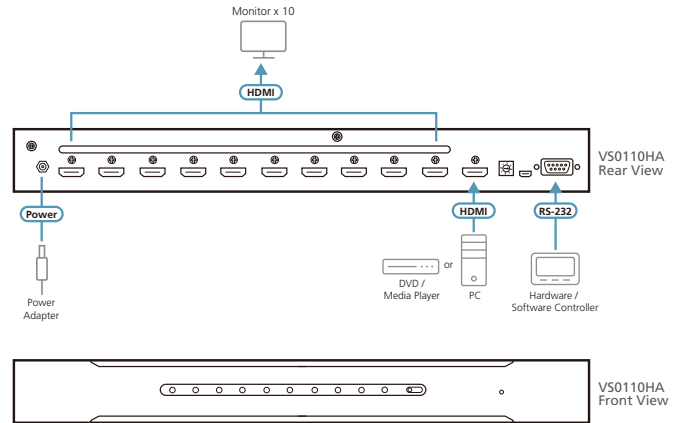 Monitor x 10
HDMI
VS0110HA
Rear View
Power
HDMI
RS-232
or
DVD /
Media Player
PC
Hardware /
Software Controller
Power
Adapter
VS0110HA
Front View